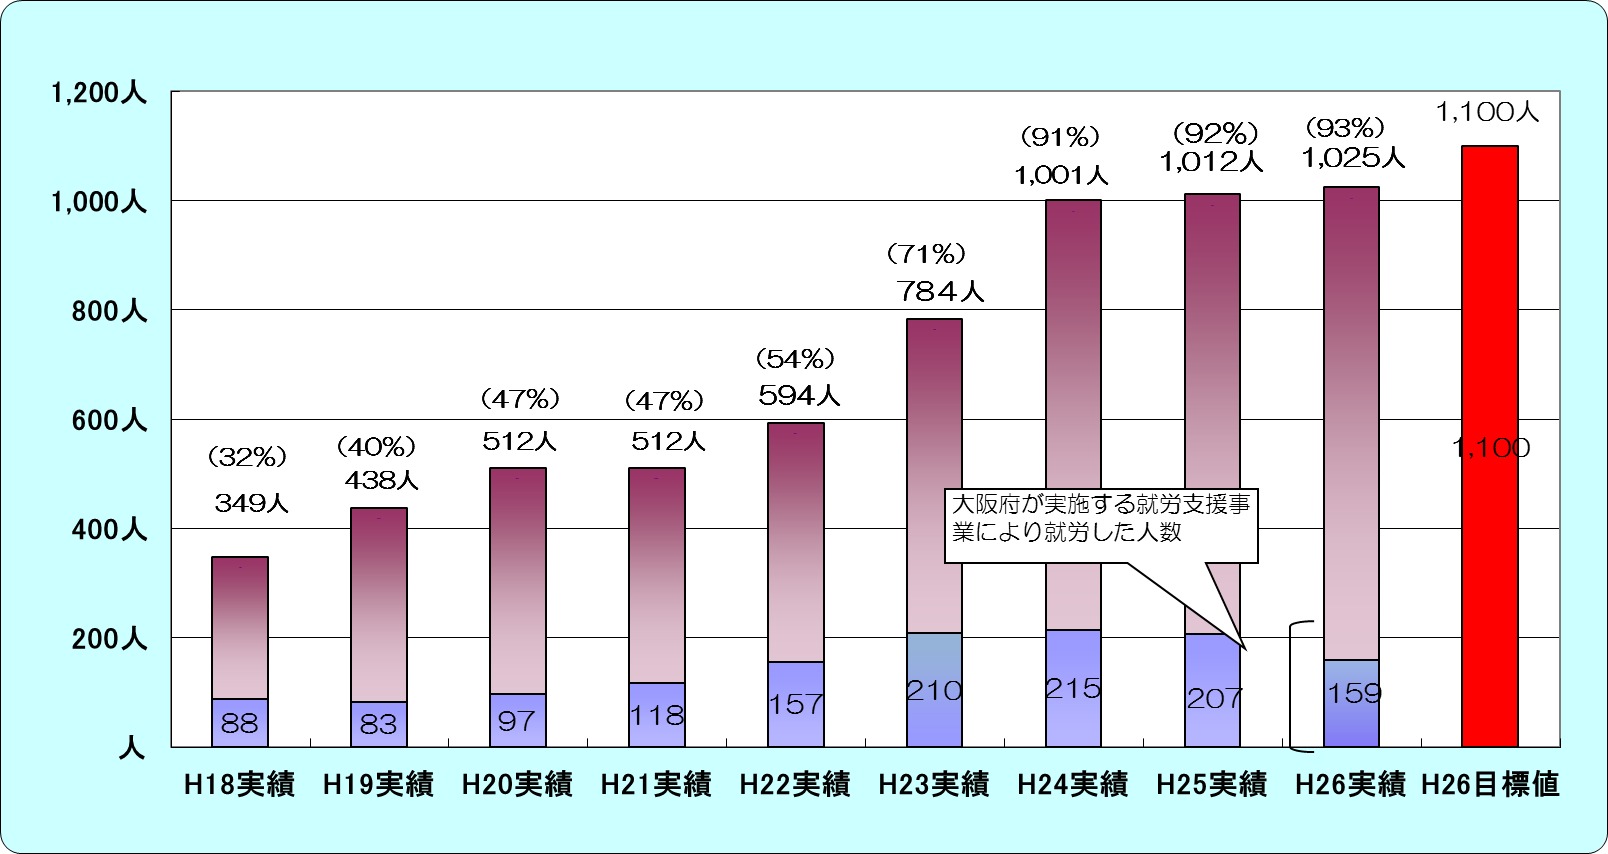 1,200人
1,000人
800人
600人
400人
200人
人
(32%)
349人
(40%)
438人
(47%)
512人
(47%)
512人
(54%)
594人
(71%)
784人
(91%)
1,001人
(92%)
1,012人
(93%)
1,025人
1,100人
1,100
大阪府が実施する就労支援事
業により就労した人数
88
83
97
118
157
210
215
207
159
H18実績
H19実績
H20実績
H21実績
H22実績
H23実績
H24実績
H25実績
H26実績
H26目標値